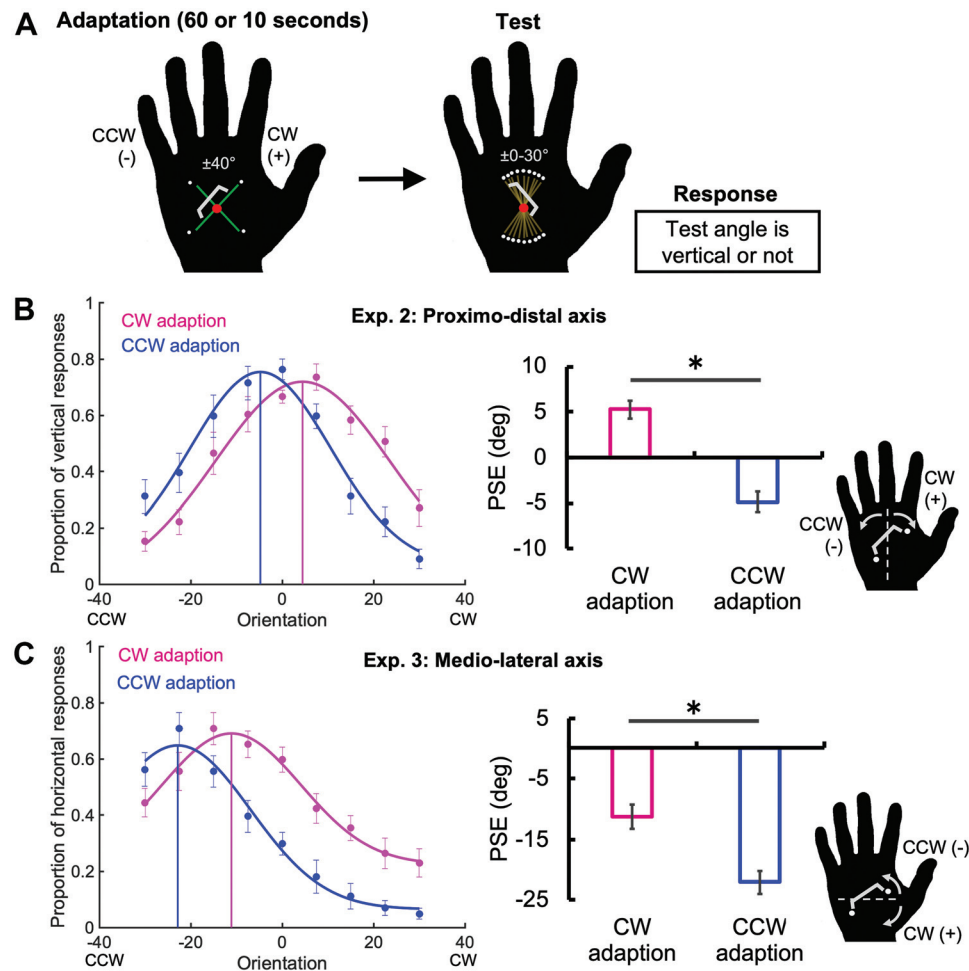 A
Adaptation (60 or 10 seconds)
Test
CCW
(-)
CW
(+)
±40°
±0-30°
Response
Test angle is
vertical or not
B
Exp. 2: Proximo-distal axis
CW adaption
CCW adaption
Proportion of vertical responses
1
0.8
0.6
0.4
0.2
0
-40
-20
0
20
40
CCW
Orientation
CW
PSE (deg)
10
5
0
-5
-10
*
CW
adaption
CCW
adaption
CCW
(-)
CW
(+)
C
Exp. 3: Medio-lateral axis
CW adaption
CCW adaption
Proportion of horizontal responses
1
0.8
0.6
0.4
0.2
0
-40
-20
0
20
40
CCW
Orientation
CW
PSE (deg)
5
-5
-15
-25
*
CW
adaption
CCW
adaption
CCW (-)
CW (+)